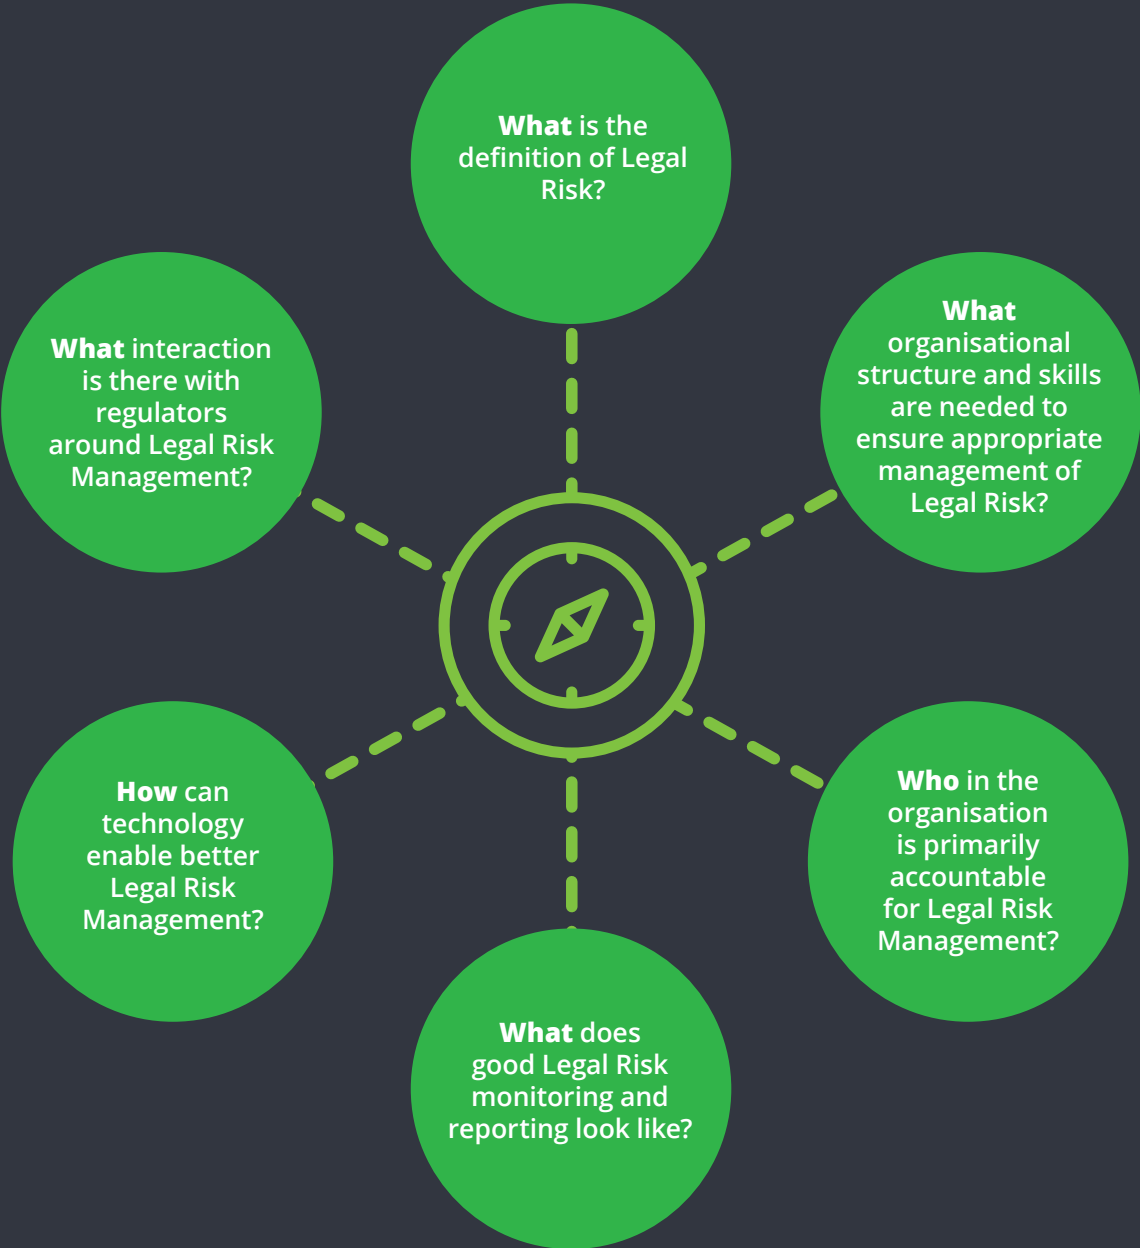 What is the
definition of Legal
Risk?
What
organisational
structure and skills
are needed to
ensure appropriate
management of
Legal Risk?
Who in the
organisation
is primarily
accountable
for Legal Risk
Management?
What does
good Legal Risk
monitoring and
reporting look like?
How can
technology
enable better
Legal Risk
Management?
What interaction
is there with
regulators
around Legal Risk
Management?